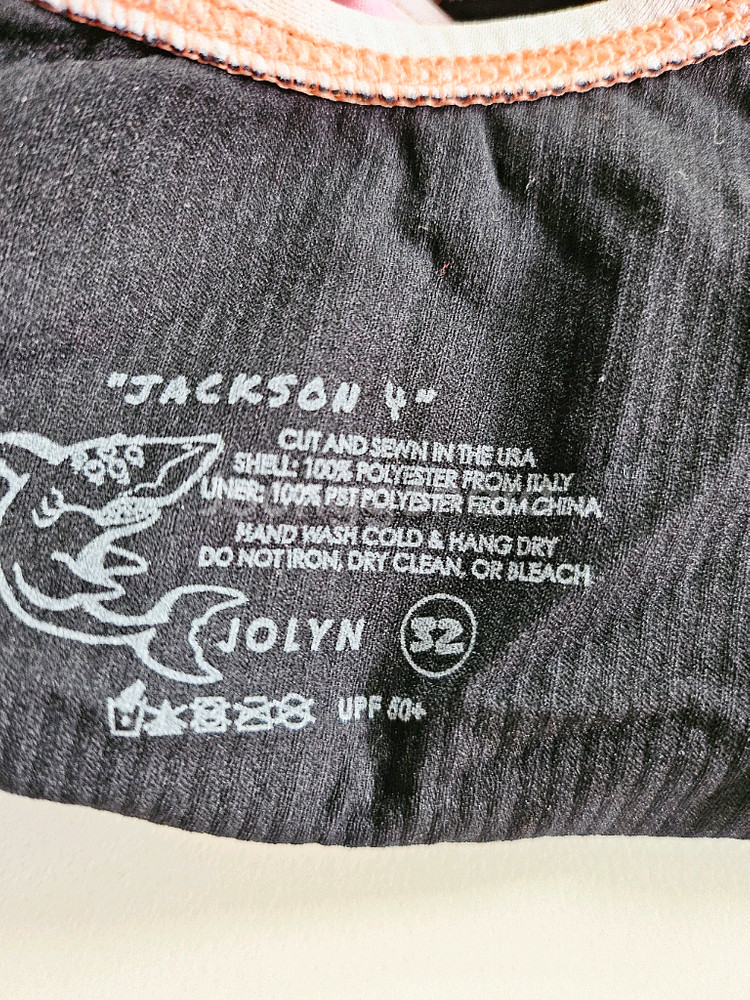 "JACKSON 4"
CUT AND SEWN IN THE USA
SHELL: 100% POLYESTER FROM ITALY
LINER: 100% PBT POLYESTER FROM CHINA
HAND WASH COLD & HANG DRY
DO NOT IRON, DRY CLEAN, OR BLEACH
JOLYN 32
UPF 50+